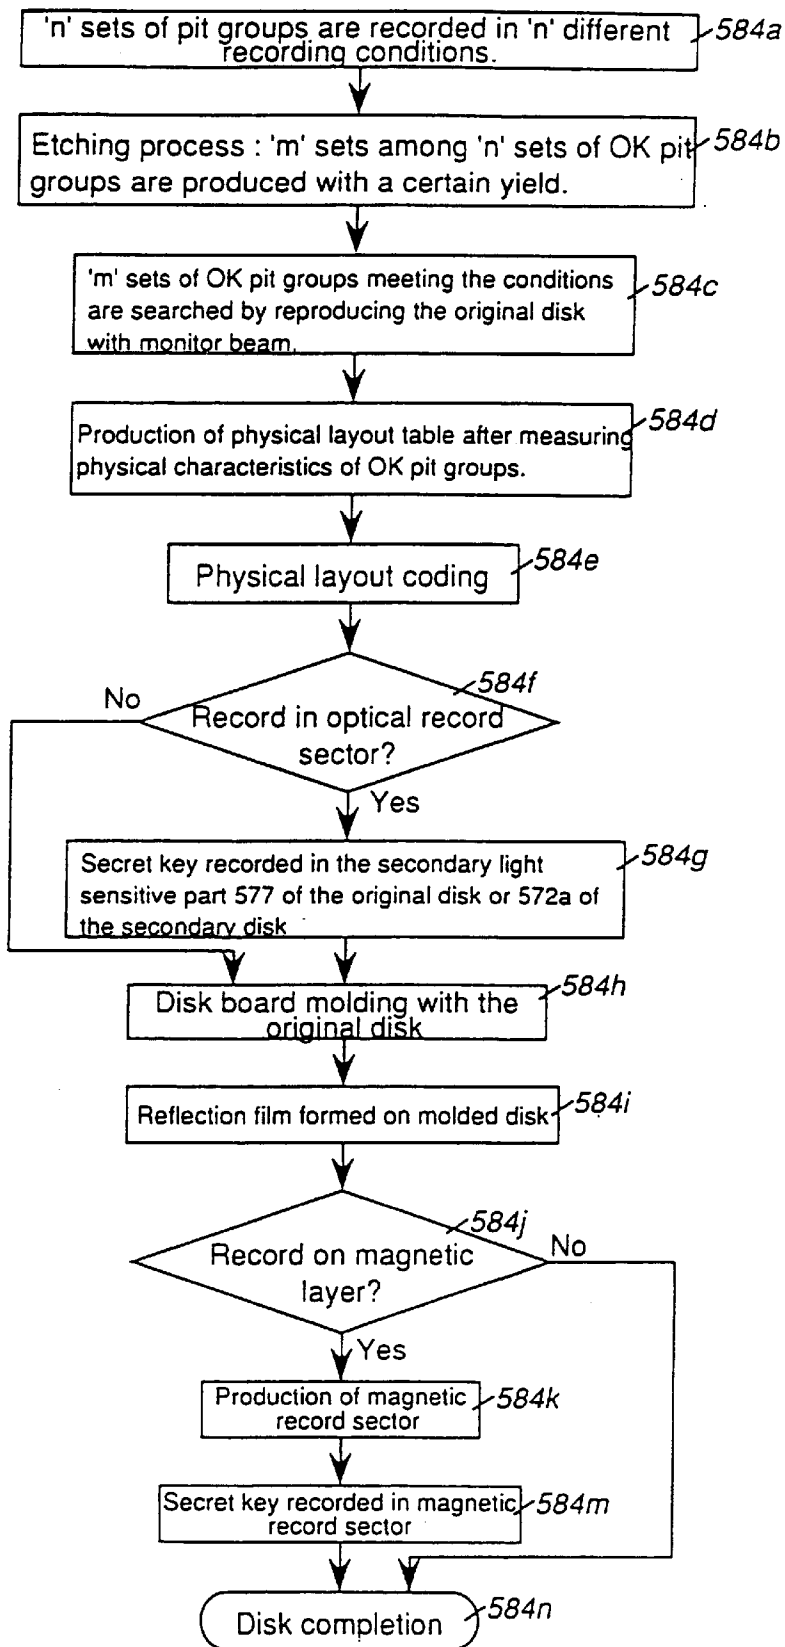 'n' sets of pit groups are recorded in 'n' different
recording conditions.
584a
Etching process : 'm' sets among 'n' sets of OK pit
groups are produced with a certain yield.
584b
'm' sets of OK pit groups meeting the conditions
are searched by reproducing the original disk
with monitor beam.
584c
Production of physical layout table after measuring
physical characteristics of OK pit groups.
584d
Physical layout coding
584e
584f
No
Record in optical record
sector?
Yes
Secret key recorded in the secondary light
sensitive part 577 of the original disk or 572a of
the secondary disk
584g
Disk board molding with the
original disk
584h
Reflection film formed on molded disk
584i
584j
Record on magnetic
layer?
No
Yes
Production of magnetic
record sector
584k
Secret key recorded in magnetic
record sector
584m
Disk completion
584n